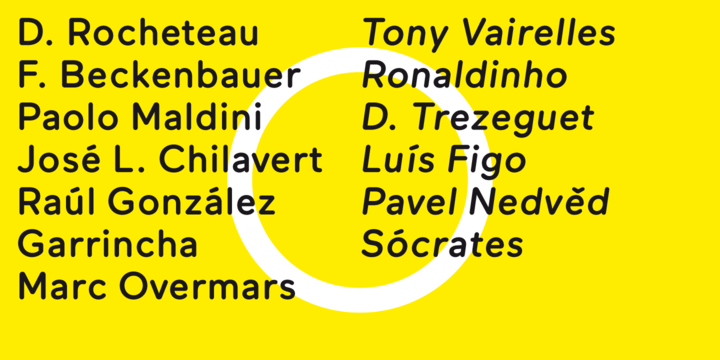 D. Rocheteau
F. Beckenbauer
Paolo Maldini
José L. Chilavert
Raúl González
Garrincha
Marc Overmars
Tony Vairelles
Ronaldinho
D. Trezeguet
Luís Figo
Pavel Nedvěd
Sócrates